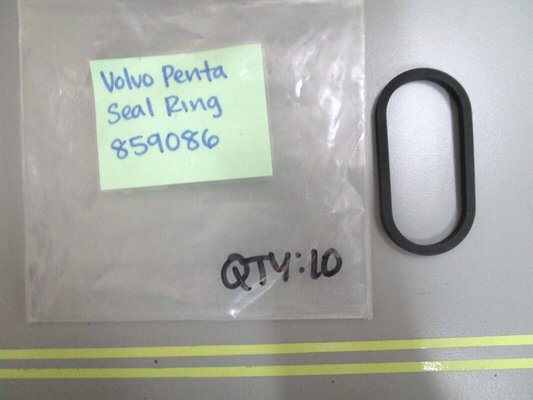 Volvo Penta
Seal Ring
859086
QTY:10